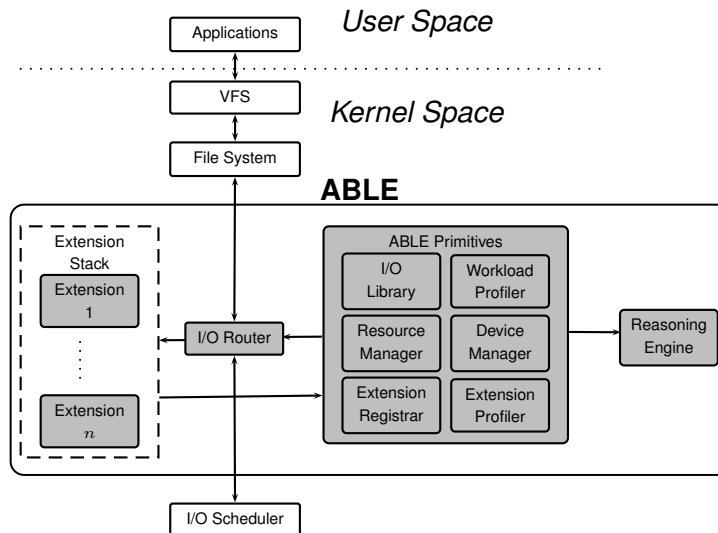 User Space
Applications
VFS
Kernel Space
File System
ABLE
Extension
Stack
Extension
1
Extension
n
I/O Router
ABLE Primitives
I/O
Library
Workload
Profiler
Resource
Manager
Device
Manager
Extension
Registrar
Extension
Profiler
Reasoning
Engine
I/O Scheduler